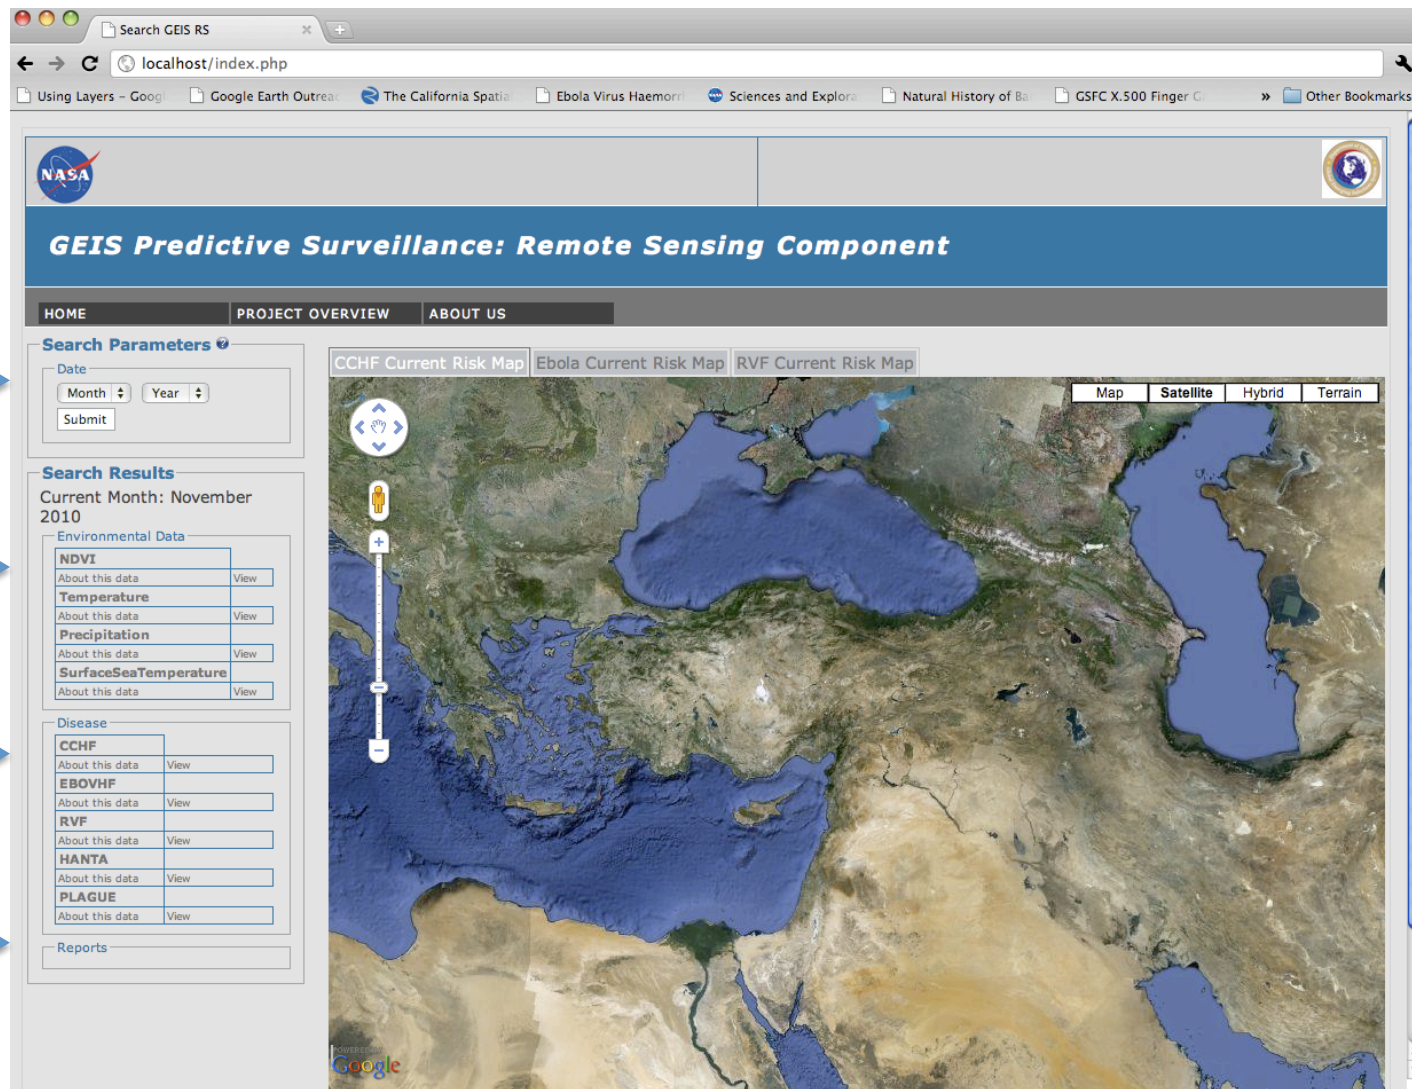 Search GEIS RS
localhost/index.php
Using Layers – Googl
Google Earth Outreac
The California Spatia
Ebola Virus Haemorri
Sciences and Explora
Natural History of Ba
GSFC X.500 Finger G
»
Other Bookmarks
NASA
GEIS Predictive Surveillance: Remote Sensing Component
HOME
PROJECT OVERVIEW
ABOUT US
Search Parameters
Date
Month
Year
Submit
Search Results
Current Month: November
2010
Environmental Data
NDVI
About this data View
Temperature
About this data View
Precipitation
About this data View
SurfaceSeaTemperature
About this data View
Disease
CCHF
About this data View
EBOVHF
About this data View
RVF
About this data View
HANTA
About this data View
PLAGUE
About this data View
Reports
CCHF Current Risk Map
Ebola Current Risk Map
RVF Current Risk Map
Map
Satellite
Hybrid
Terrain
POWERED BY
Google